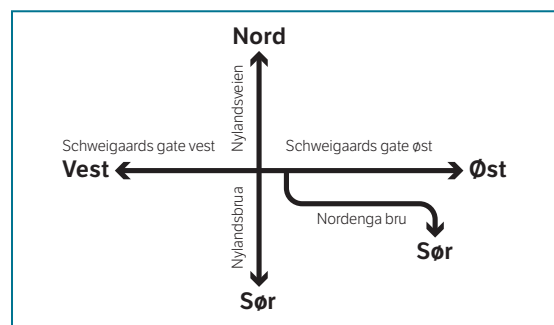 Nord
Nylandsveien
Schweigaards gate vest
Schweigaards gate øst
Vest
Øst
Nylandsbrua
Nordenga bru
Sør
Sør